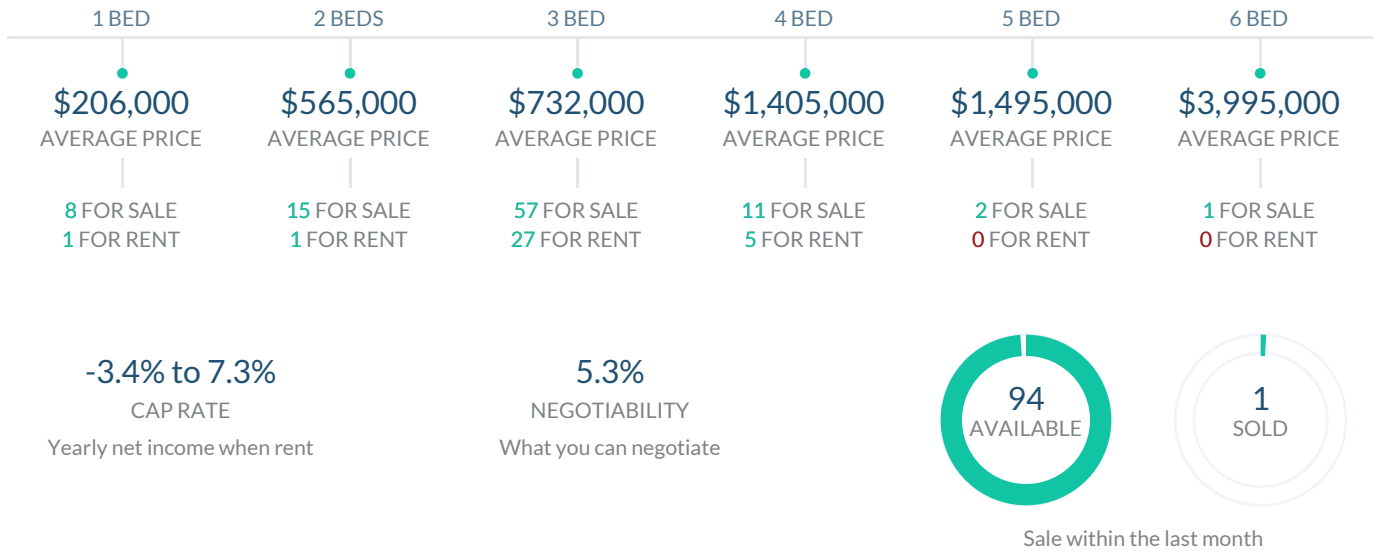 1 BED
2 BEDS
3 BED
4 BED
5 BED
6 BED
$206,000
$565,000
$732,000
$1,405,000
$1,495,000
$3,995,000
AVERAGE PRICE
AVERAGE PRICE
AVERAGE PRICE
AVERAGE PRICE
AVERAGE PRICE
AVERAGE PRICE
8 FOR SALE
15 FOR SALE
57 FOR SALE
11 FOR SALE
2 FOR SALE
1 FOR SALE
1 FOR RENT
1 FOR RENT
27 FOR RENT
5 FOR RENT
0 FOR RENT
0 FOR RENT
-3.4% to 7.3%
CAP RATE
Yearly net income when rent
5.3%
NEGOTIABILITY
What you can negotiate
94
AVAILABLE
1
SOLD
Sale within the last month